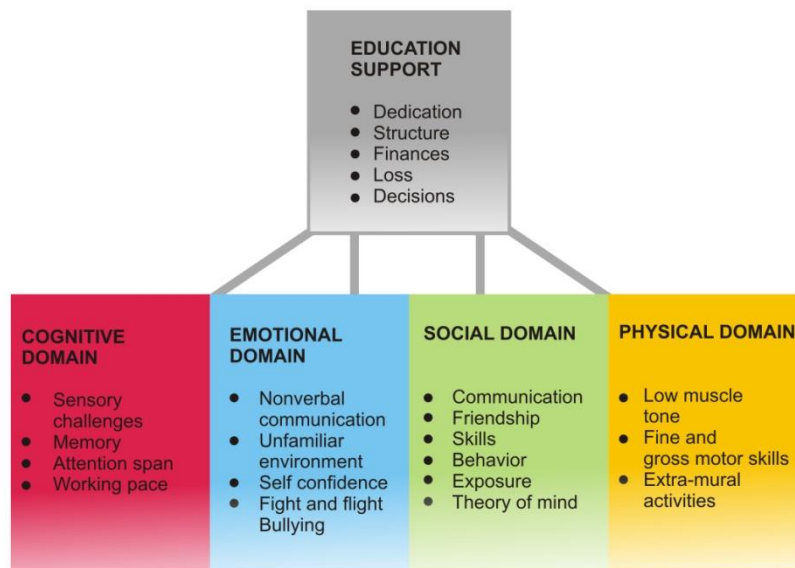 EDUCATION
SUPPORT
● Dedication
● Structure
● Finances
● Loss
● Decisions
COGNITIVE
DOMAIN
● Sensory
challenges
● Memory
● Attention span
● Working pace
EMOTIONAL
DOMAIN
● Nonverbal
communication
● Unfamiliar
environment
● Self confidence
● Fight and flight
Bullying
SOCIAL DOMAIN
● Communication
● Friendship
● Skills
● Behavior
● Exposure
● Theory of mind
PHYSICAL DOMAIN
● Low muscle
tone
● Fine and
gross motor skills
● Extra-mural
activities